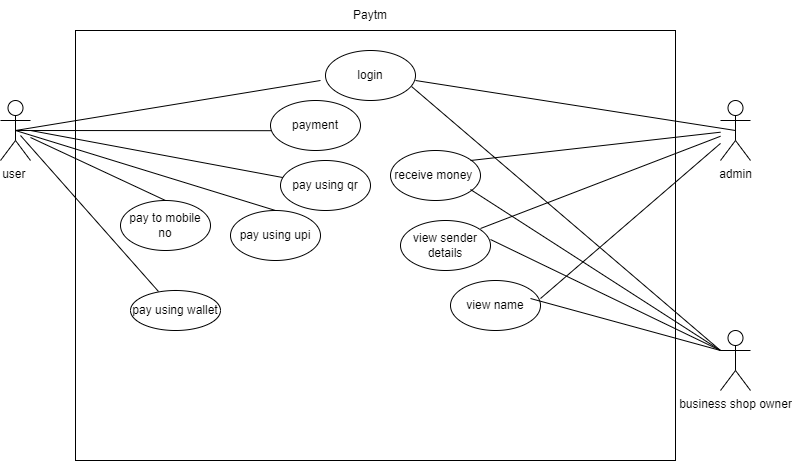 Paytm
login
payment
user
admin
receive money
pay using qr
pay to mobile
no
pay using upi
view sender
details
view name
pay using wallet
business shop owner